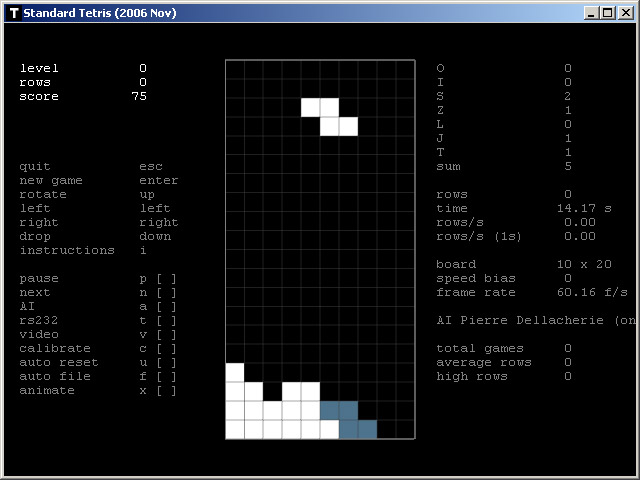 Standard Tetris (2006 Nov)
level 0
rows 0
score 75
quit esc
new game enter
rotate up
left left
right right
drop down
instructions i
pause p [ ]
next n [ ]
AI a [ ]
rs232 t [ ]
video v [ ]
calibrate c [ ]
auto reset u [ ]
auto file f [ ]
animate x [ ]
O 0
I 0
S 2
Z 1
L 0
J 1
T 1
sum 5
rows 0
time 14.17 s
rows/s 0.00
rows/s (1s) 0.00
board 10 x 20
speed bias 0
frame rate 60.16 f/s
AI Pierre Dellacherie (on
total games 0
average rows 0
high rows 0